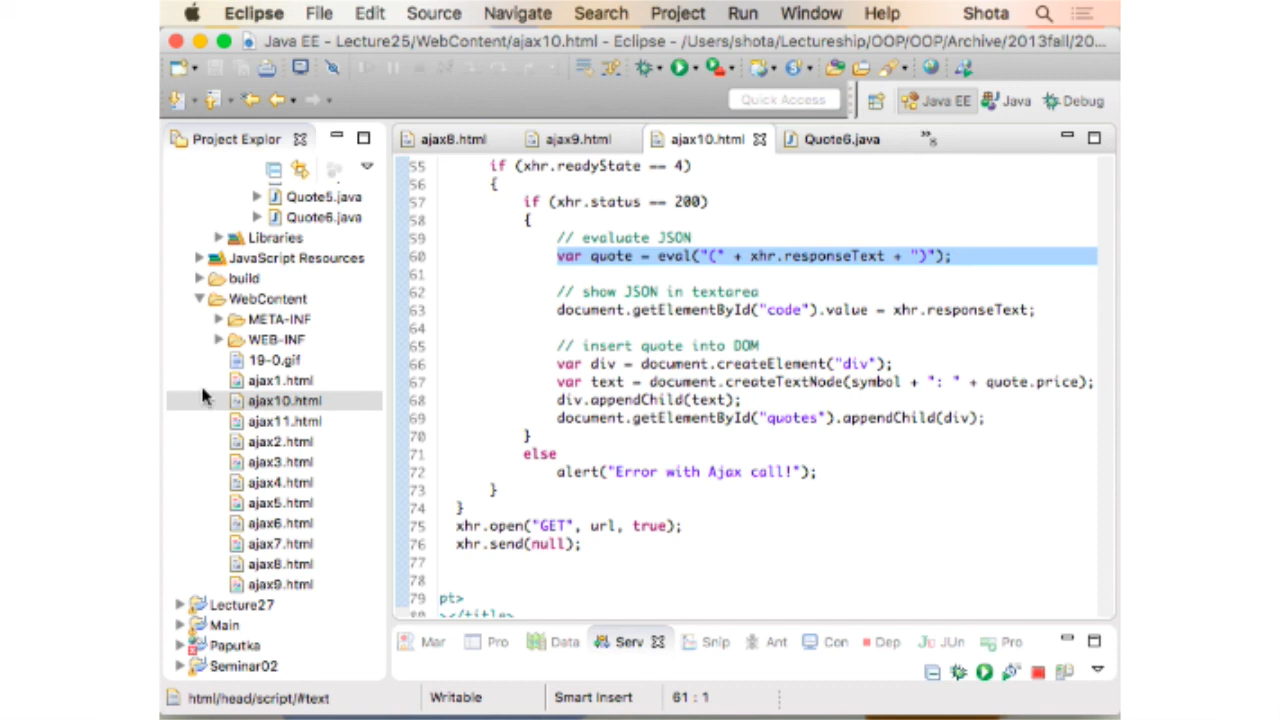 Eclipse File Edit Source Navigate Search Project Run Window Help Shota
Java EE - Lecture25/WebContent/ajax10.html - Eclipse - /Users/shota/Lectureship/OOP/OOP/Archive/2013fall/20...
Quick Access Java EE Java Debug
Project Explor
ajax8.html ajax9.html ajax10.html Quote6.java »8
Quote5.java
Quote6.java
Libraries
JavaScript Resources
build
WebContent
META-INF
WEB-INF
19-0.gif
ajax1.html
ajax10.html
ajax11.html
ajax2.html
ajax3.html
ajax4.html
ajax5.html
ajax6.html
ajax7.html
ajax8.html
ajax9.html
Lecture27
Main
Paputka
Seminar02
55 if (xhr.readyState == 4)
56 {
57 if (xhr.status == 200)
58 {
59 // evaluate JSON
60 var quote = eval("(" + xhr.responseText + ")");
61
62 // show JSON in textarea
63 document.getElementById("code").value = xhr.responseText;
64
65 // insert quote into DOM
66 var div = document.createElement("div");
67 var text = document.createTextNode(symbol + ": " + quote.price);
68 div.appendChild(text);
69 document.getElementById("quotes").appendChild(div);
70 }
71 else
72 alert("Error with Ajax call!");
73 }
74 }
75 xhr.open("GET", url, true);
76 xhr.send(null);
77
78
79 pt>
80 ></title>
Mar Pro Data Serv Snip Ant Con Dep JUn Pro
html/head/script/#text Writable Smart Insert 61 : 1